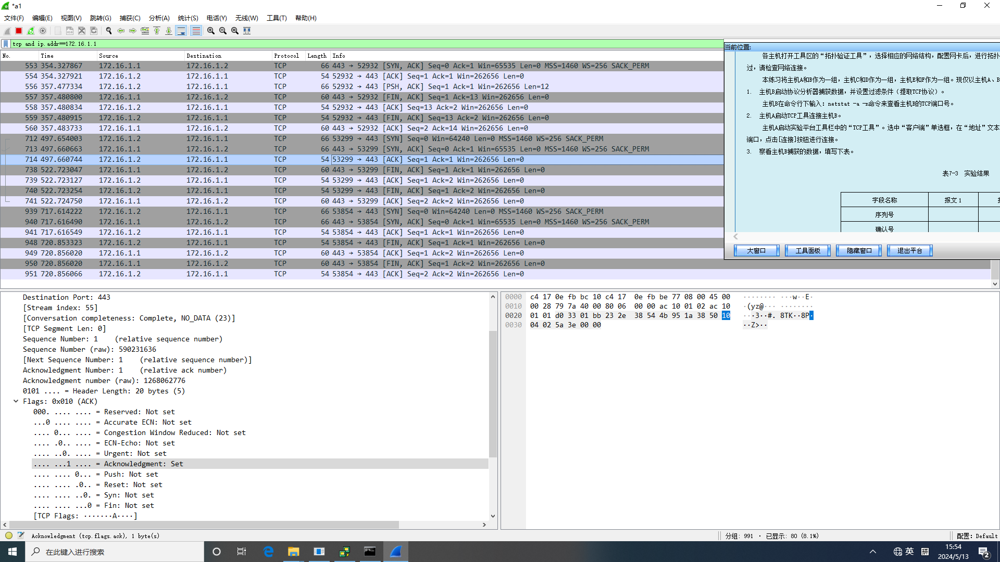 *a1
文件(F) 编辑(E) 视图(V) 跳转(G) 捕获(C) 分析(A) 统计(S) 电话(Y) 无线(W) 工具(T) 帮助(H)
tcp and ip.addr==172.16.1.1
No. Time Source Destination Protocol Length Info
553 354.327867 172.16.1.1 172.16.1.2 TCP 66 443 → 52932 [SYN, ACK] Seq=0 Ack=1 Win=65535 Len=0 MSS=1460 WS=256 SACK_PERM
554 354.327921 172.16.1.2 172.16.1.1 TCP 54 52932 → 443 [ACK] Seq=1 Ack=1 Win=262656 Len=0
556 357.477334 172.16.1.2 172.16.1.1 TCP 66 52932 → 443 [PSH, ACK] Seq=1 Ack=1 Win=262656 Len=12
557 357.480800 172.16.1.1 172.16.1.2 TCP 60 443 → 52932 [FIN, ACK] Seq=1 Ack=13 Win=262656 Len=0
558 357.480834 172.16.1.2 172.16.1.1 TCP 54 52932 → 443 [ACK] Seq=13 Ack=2 Win=262656 Len=0
559 357.480915 172.16.1.2 172.16.1.1 TCP 54 52932 → 443 [FIN, ACK] Seq=13 Ack=2 Win=262656 Len=0
560 357.483733 172.16.1.1 172.16.1.2 TCP 60 443 → 52932 [ACK] Seq=2 Ack=14 Win=262656 Len=0
712 497.654003 172.16.1.2 172.16.1.1 TCP 66 53299 → 443 [SYN] Seq=0 Win=64240 Len=0 MSS=1460 WS=256 SACK_PERM
713 497.660663 172.16.1.1 172.16.1.2 TCP 66 443 → 53299 [SYN, ACK] Seq=0 Ack=1 Win=65535 Len=0 MSS=1460 WS=256 SACK_PERM
714 497.660744 172.16.1.2 172.16.1.1 TCP 54 53299 → 443 [ACK] Seq=1 Ack=1 Win=262656 Len=0
738 522.723047 172.16.1.1 172.16.1.2 TCP 60 443 → 53299 [FIN, ACK] Seq=1 Ack=1 Win=262656 Len=0
739 522.723127 172.16.1.2 172.16.1.1 TCP 54 53299 → 443 [ACK] Seq=1 Ack=2 Win=262656 Len=0
740 522.723254 172.16.1.2 172.16.1.1 TCP 54 53299 → 443 [FIN, ACK] Seq=1 Ack=2 Win=262656 Len=0
741 522.724750 172.16.1.1 172.16.1.2 TCP 60 443 → 53299 [ACK] Seq=2 Ack=2 Win=262656 Len=0
939 717.614222 172.16.1.2 172.16.1.1 TCP 66 53854 → 443 [SYN] Seq=0 Win=64240 Len=0 MSS=1460 WS=256 SACK_PERM
940 717.616490 172.16.1.1 172.16.1.2 TCP 66 443 → 53854 [SYN, ACK] Seq=0 Ack=1 Win=65535 Len=0 MSS=1460 WS=256 SACK_PERM
941 717.616549 172.16.1.2 172.16.1.1 TCP 54 53854 → 443 [ACK] Seq=1 Ack=1 Win=262656 Len=0
948 720.853323 172.16.1.2 172.16.1.1 TCP 54 53854 → 443 [FIN, ACK] Seq=1 Ack=1 Win=262656 Len=0
949 720.856020 172.16.1.1 172.16.1.2 TCP 60 443 → 53854 [ACK] Seq=1 Ack=2 Win=262656 Len=0
950 720.856020 172.16.1.1 172.16.1.2 TCP 60 443 → 53854 [FIN, ACK] Seq=1 Ack=2 Win=262656 Len=0
951 720.856066 172.16.1.2 172.16.1.1 TCP 54 53854 → 443 [ACK] Seq=2 Ack=2 Win=262656 Len=0
当前位置:
各主机打开工具区的“拓扑验证工具”,选择相应的网络结构,配置网卡后,进行拓扑
过,请检查网络连接。
本练习将主机A和B作为一组,主机C和D作为一组,主机E和F作为一组。现仅以主机A、B
1. 主机B启动协议分析器捕获数据,并设置过滤条件(提取TCP协议)。
主机B在命令行下输入:netstat -a -n命令来查看主机B的TCP端口号。
2. 主机A启动TCP工具连接主机B。
主机A启动实验平台工具栏中的“TCP工具”。选中“客户端”单选框,在“地址”文本
端口,点击[连接]按钮进行连接。
3. 察看主机B捕获的数据,填写下表。
表7-3 实验结果
字段名称 报文1
序列号
确认号
大窗口 工具面板 隐藏窗口 退出平台
Destination Port: 443
[Stream index: 55]
[Conversation completeness: Complete, NO_DATA (23)]
[TCP Segment Len: 0]
Sequence Number: 1 (relative sequence number)
Sequence Number (raw): 590231636
[Next Sequence Number: 1 (relative sequence number)]
Acknowledgment Number: 1 (relative ack number)
Acknowledgment number (raw): 1268062776
0101 .... = Header Length: 20 bytes (5)
Flags: 0x010 (ACK)
000. .... .... = Reserved: Not set
...0 .... .... = Accurate ECN: Not set
.... 0... .... = Congestion Window Reduced: Not set
.... .0.. .... = ECN-Echo: Not set
.... ..0. .... = Urgent: Not set
.... ...1 .... = Acknowledgment: Set
.... .... 0... = Push: Not set
.... .... .0.. = Reset: Not set
.... .... ..0. = Syn: Not set
.... .... ...0 = Fin: Not set
[TCP Flags: ·······A····]
0000 c4 17 0e fb bc 10 c4 17 0e fb be 77 08 00 45 00 ········ ···w··E·
0010 00 28 79 7a 40 00 80 06 00 00 ac 10 01 02 ac 10 ·(yz@··· ········
0020 01 01 d0 33 01 bb 23 2e 38 54 4b 95 1a 38 50 10 ···3··#. 8TK··8P·
0030 04 02 5a 3e 00 00 ··Z>··
Acknowledgment (tcp.flags.ack), 1 byte(s)
分组: 991 · 已显示: 80 (8.1%)
配置: Default
在此键入进行搜索
英
拼
15:54
2024/5/13
2